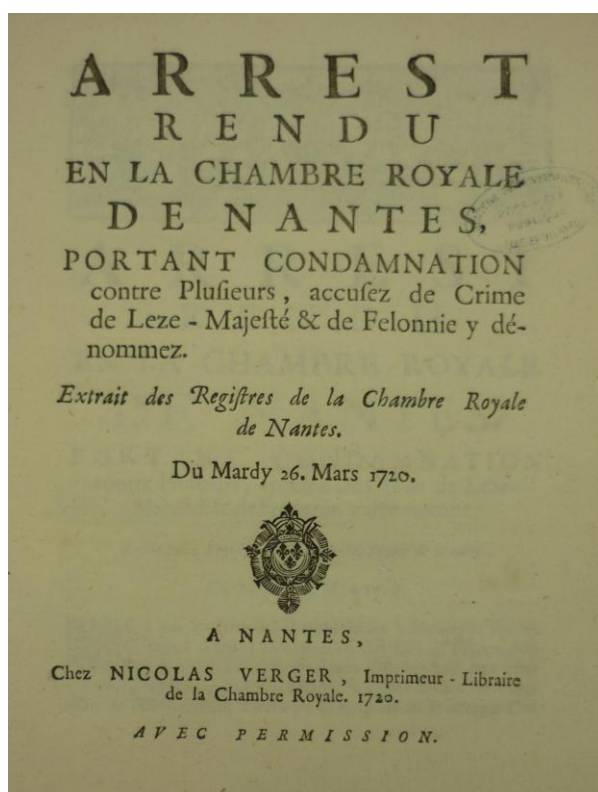 ARREST
RENDU
EN LA CHAMBRE ROYALE
DE NANTES,
PORTANT CONDAMNATION
contre Pluſieurs, accuſez de Crime
de Leze-Majeſté & de Felonnie y dé-
nommez.
Extrait des Regiſtres de la Chambre Royale
de Nantes.
Du Mardy 26. Mars 1720.
A NANTES,
Chez NICOLAS VERGER, Imprimeur-Libraire
de la Chambre Royale. 1720.
AVEC PERMISSION.